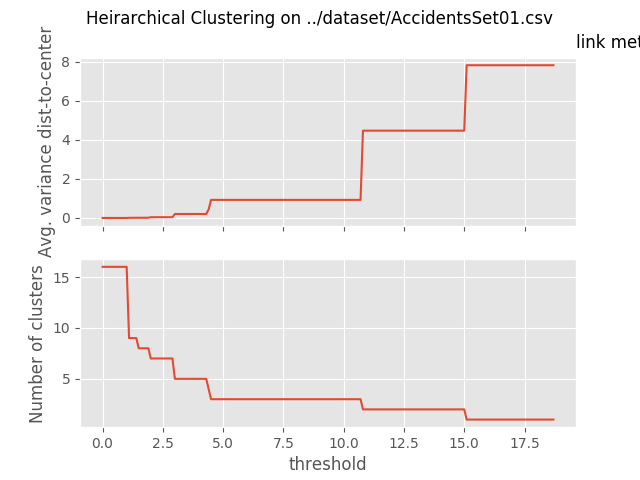 Heirarchical Clustering on ../dataset/AccidentsSet01.csv
link met
Avg. variance dist-to-center
8
6
4
2
0
Number of clusters
15
10
5
0.0 2.5 5.0 7.5 10.0 12.5 15.0 17.5
threshold